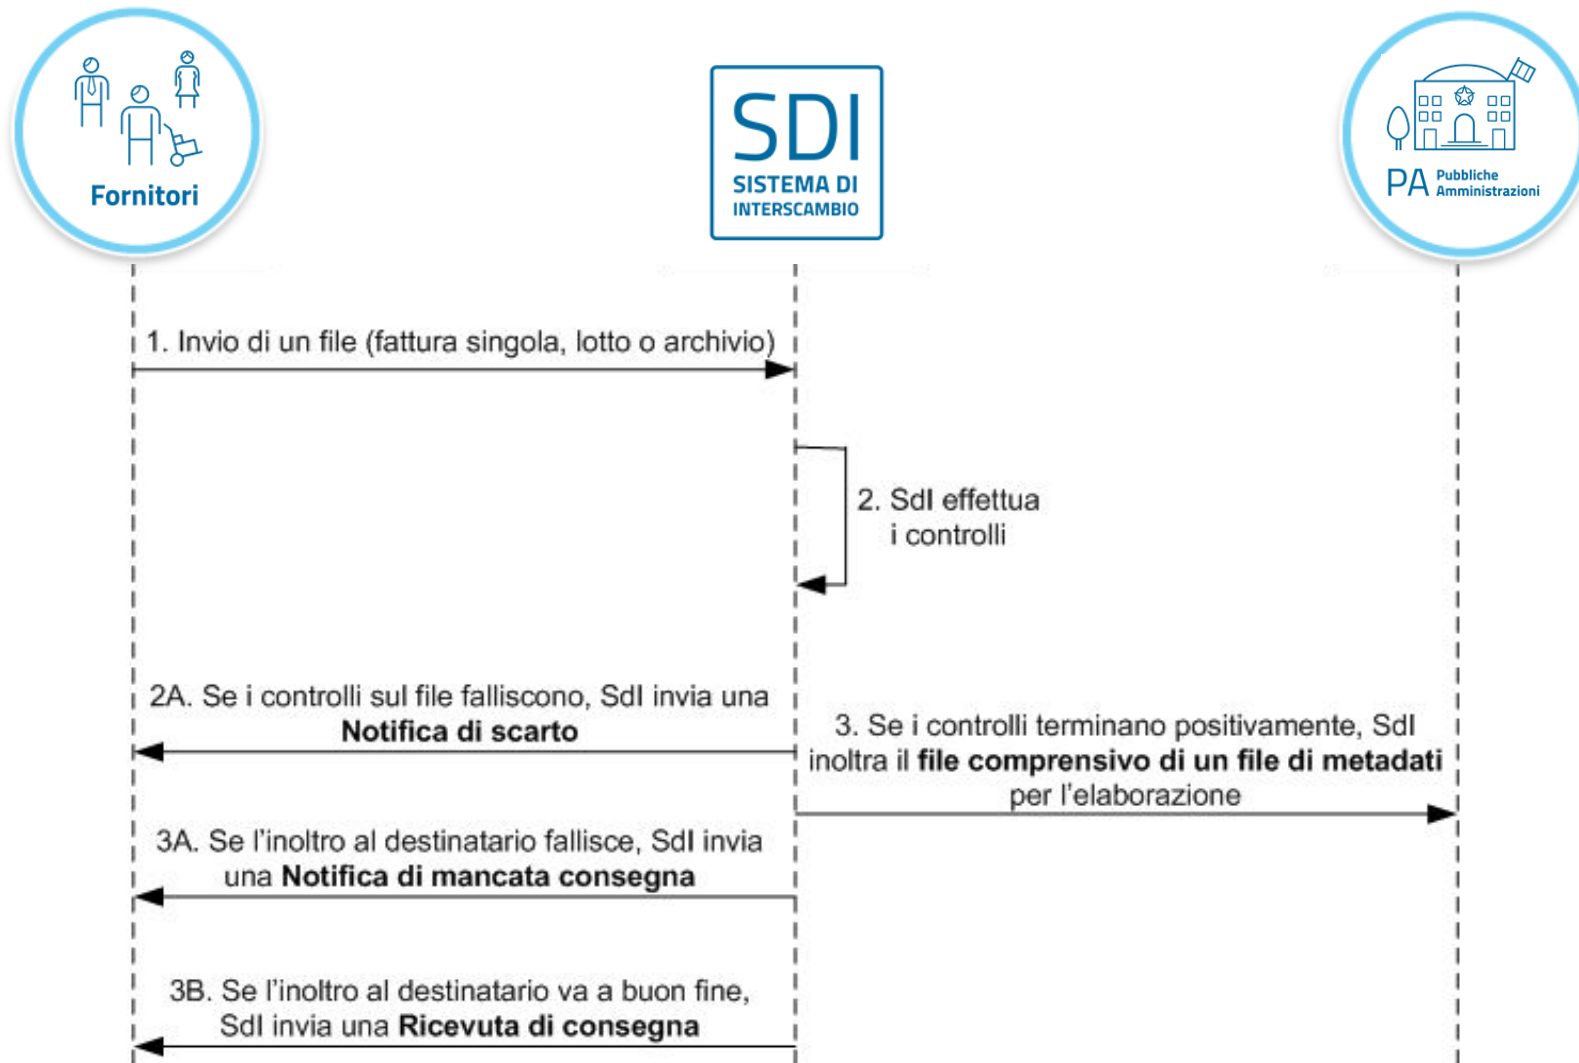 Fornitori
SDI
SISTEMA DI
INTERSCAMBIO
PA Pubbliche
Amministrazioni
1. Invio di un file (fattura singola, lotto o archivio)
2. SdI effettua
i controlli
2A. Se i controlli sul file falliscono, SdI invia una
Notifica di scarto
3. Se i controlli terminano positivamente, SdI
inoltra il file comprensivo di un file di metadati
per l'elaborazione
3A. Se l'inoltro al destinatario fallisce, SdI invia
una Notifica di mancata consegna
3B. Se l'inoltro al destinatario va a buon fine,
SdI invia una Ricevuta di consegna